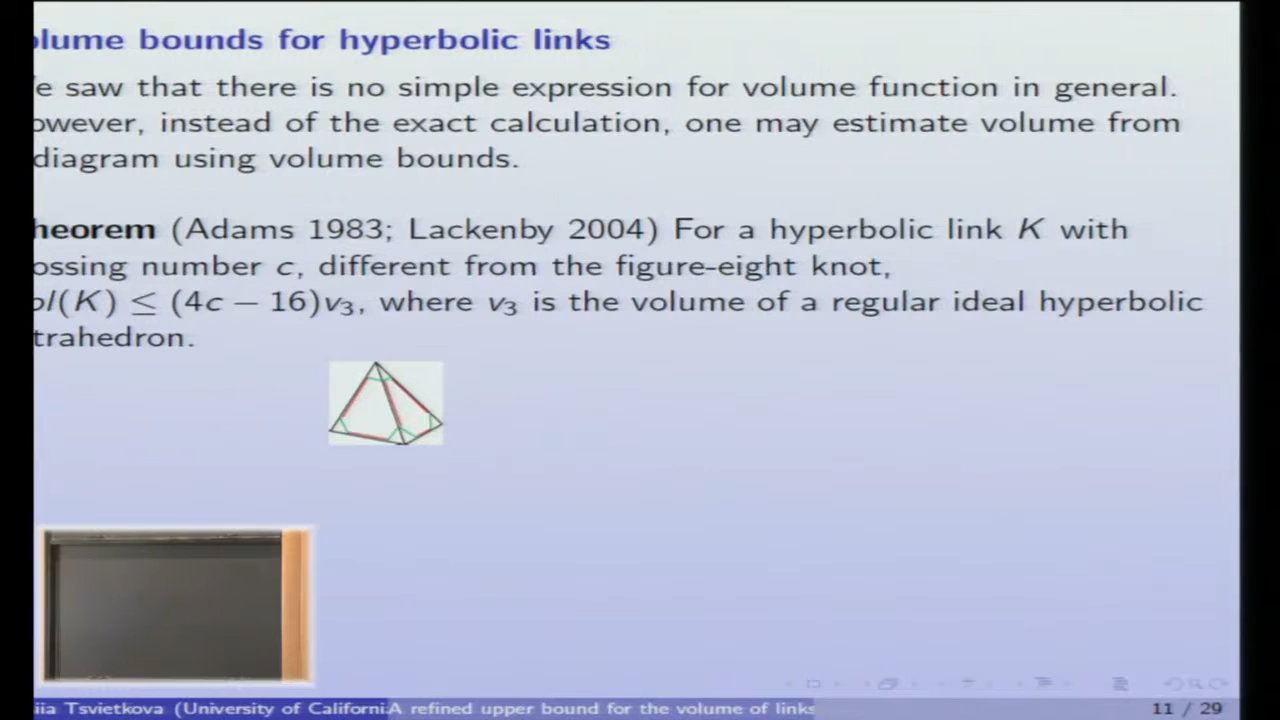 olume bounds for hyperbolic links
e saw that there is no simple expression for volume function in general.
owever, instead of the exact calculation, one may estimate volume from
diagram using volume bounds.
heorem (Adams 1983; Lackenby 2004) For a hyperbolic link K with
ossing number c, different from the figure-eight knot,
ol(K) ≤ (4c − 16)v₃, where v₃ is the volume of a regular ideal hyperbolic
trahedron.
iia Tsvietkova (University of Californi A refined upper bound for the volume of links 11 / 29